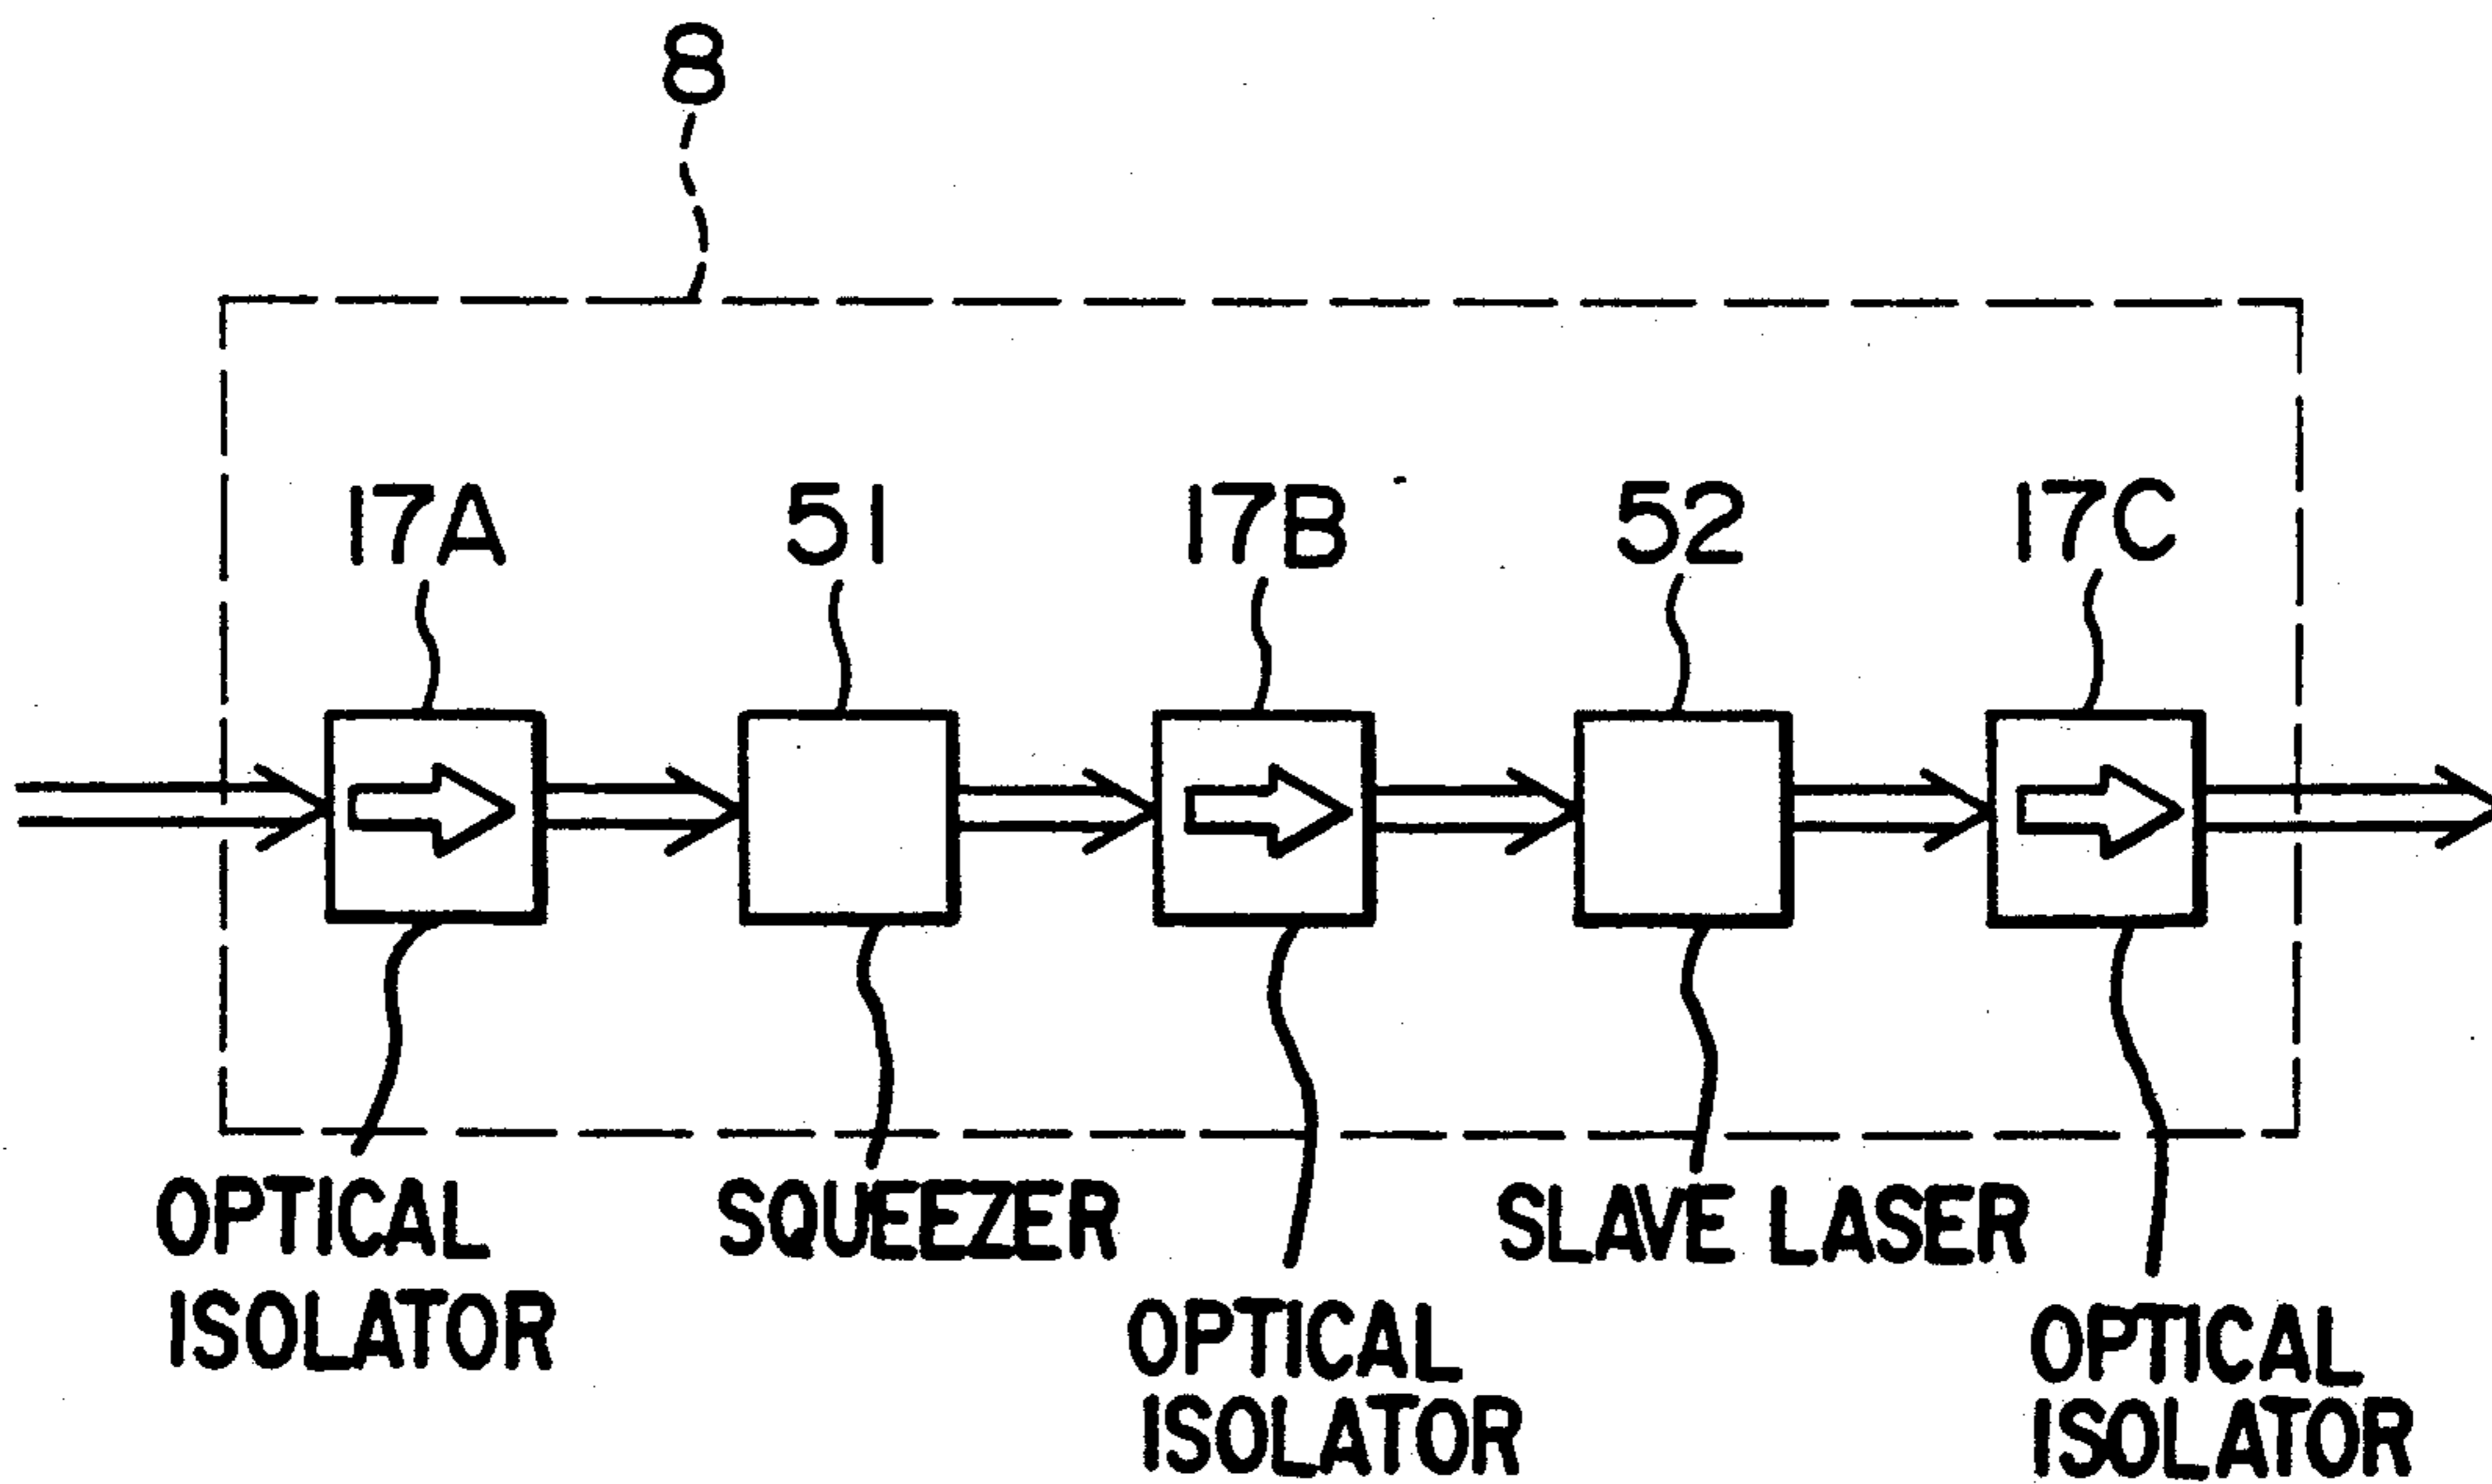 8
17A 51 17B 52 17C
OPTICAL
ISOLATOR
SQUEEZER
OPTICAL
ISOLATOR
SLAVE LASER
OPTICAL
ISOLATOR